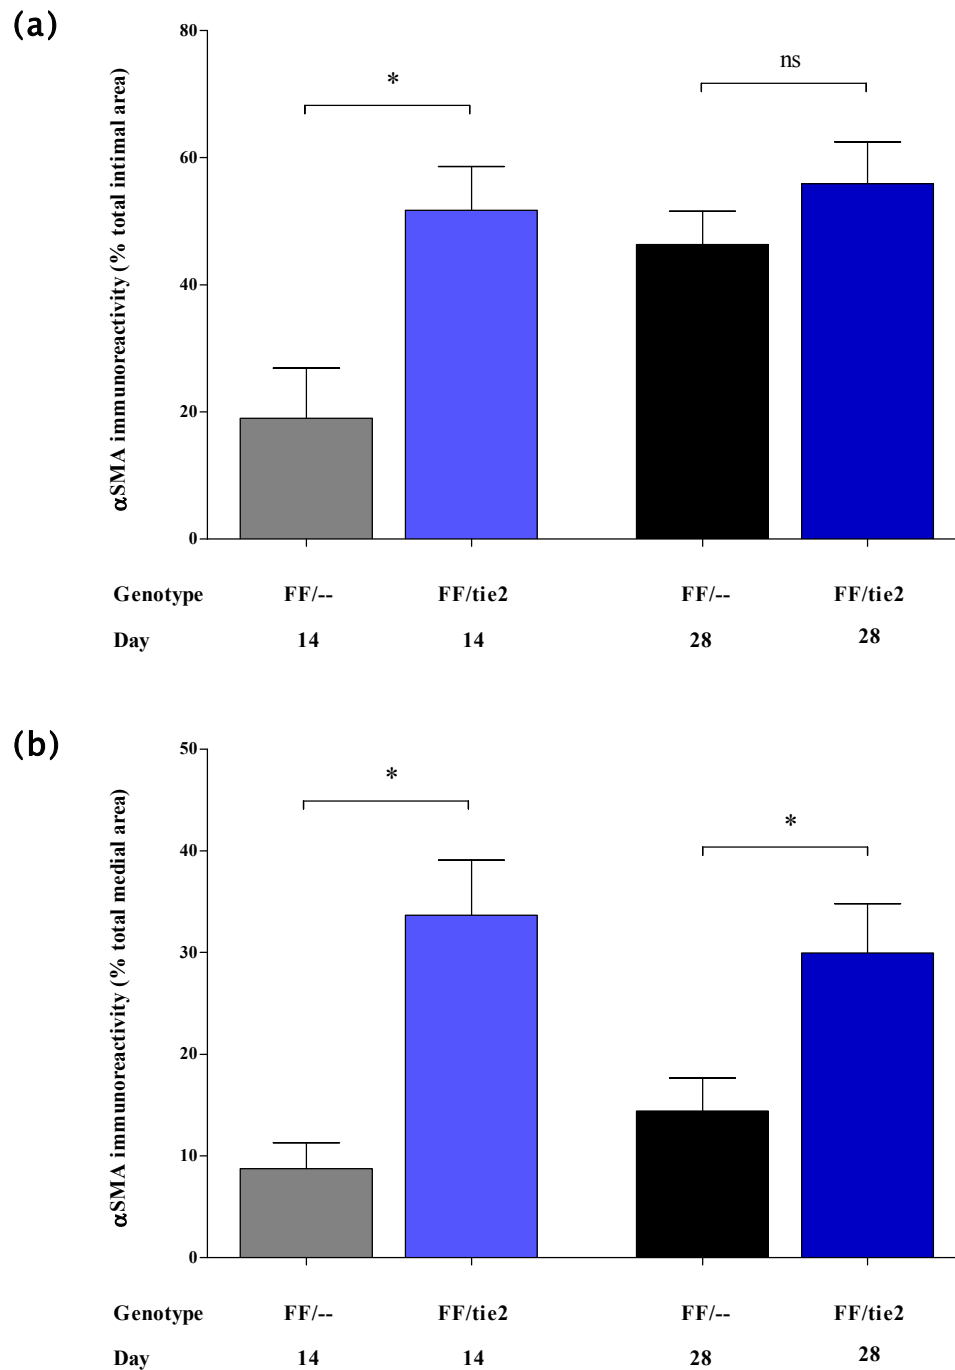 (a)
αSMA immunoreactivity (% total intimal area)
80
60
40
20
0
*
ns
Genotype FF/-- FF/tie2 FF/-- FF/tie2
Day 14 14 28 28
(b)
αSMA immunoreactivity (% total medial area)
50
40
30
20
10
0
*
*
Genotype FF/-- FF/tie2 FF/-- FF/tie2
Day 14 14 28 28